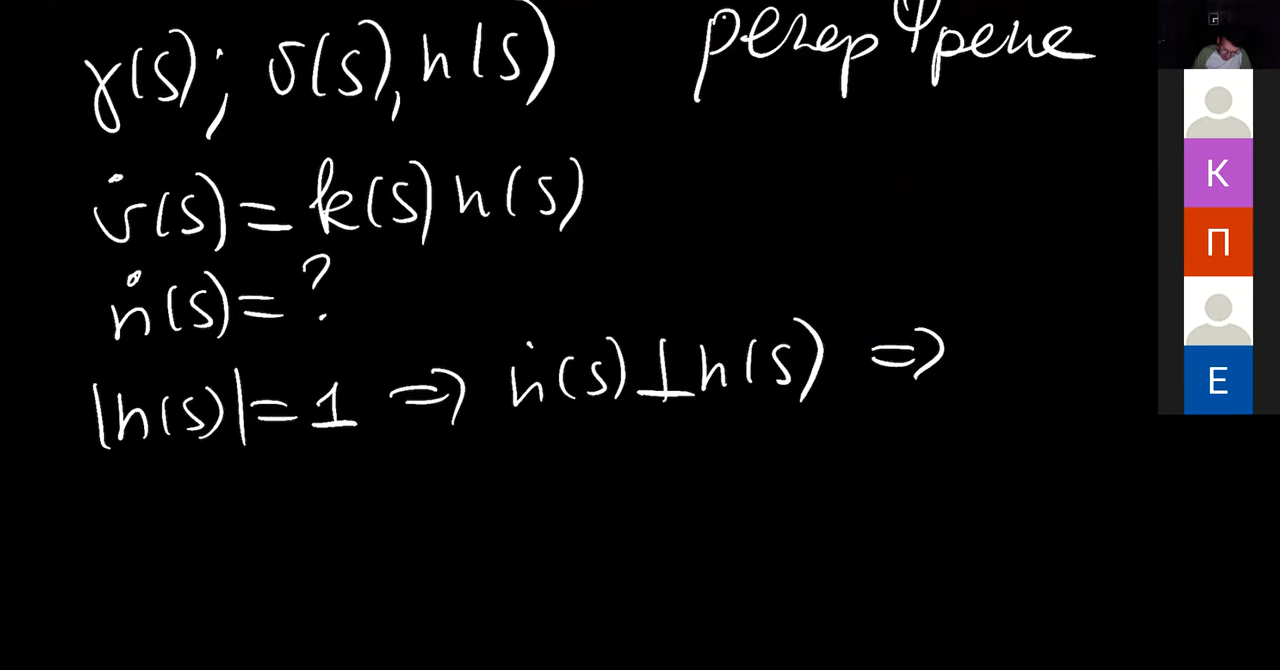 γ(s); v(s), n(s)) репер Френе
v̇(s) = k(s) n(s)
ṅ(s) = ?
|n(s)| = 1 ⇒ ṅ(s) ⊥ n(s) ⇒
К
П
Е